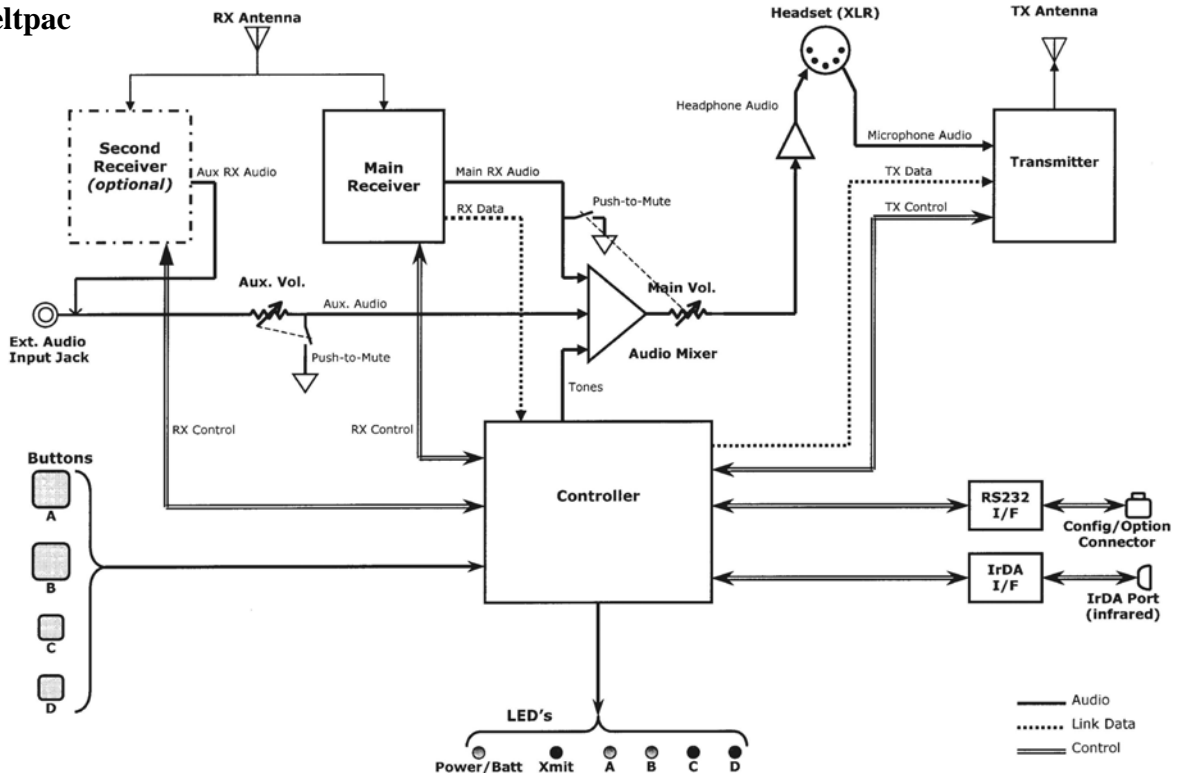 eltpac
RX Antenna
Headset (XLR)
TX Antenna
Headphone Audio
Second
Receiver
(optional)
Aux RX Audio
Main
Receiver
Main RX Audio
RX Data
Push-to-Mute
Microphone Audio
TX Data
TX Control
Transmitter
Aux. Vol.
Aux. Audio
Main Vol.
Ext. Audio
Input Jack
Push-to-Mute
Audio Mixer
Tones
RX Control
RX Control
Buttons
A
B
C
D
Controller
RS232
I/F
Config/Option
Connector
IrDA
I/F
IrDA Port
(infrared)
LED's
Power/Batt
Xmit
A
B
C
D
Audio
Link Data
Control